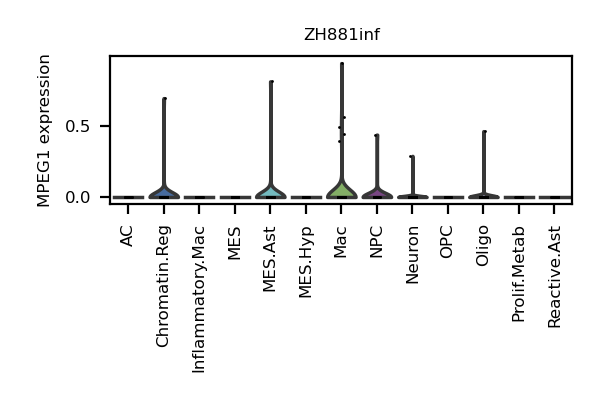 ZH881inf
MPEG1 expression
0.5
0.0
AC
Chromatin.Reg
Inflammatory.Mac
MES
MES.Ast
MES.Hyp
Mac
NPC
Neuron
OPC
Oligo
Prolif.Metab
Reactive.Ast